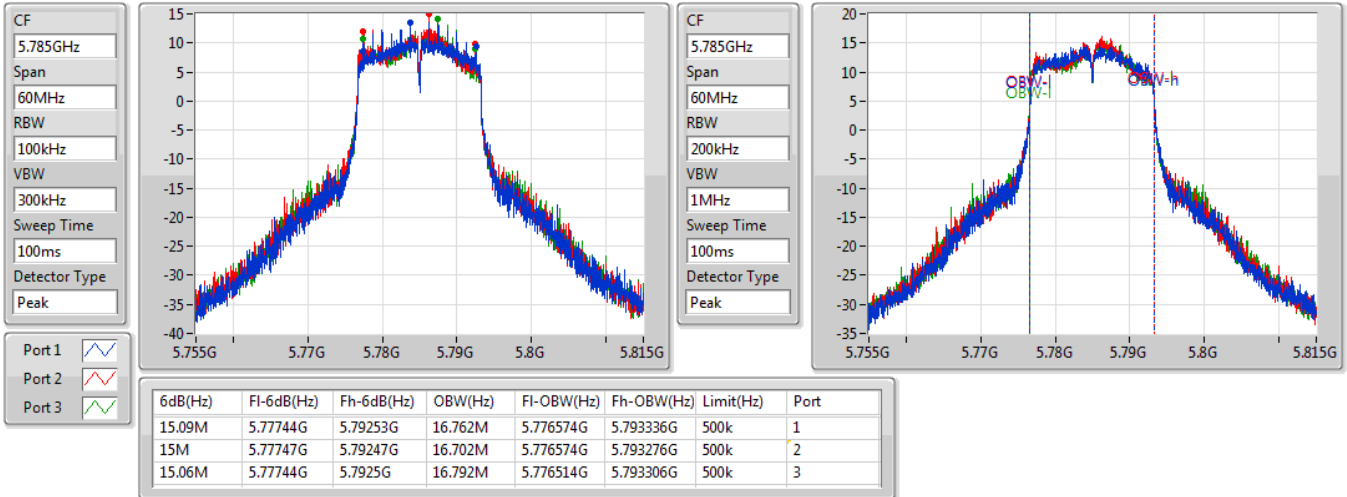 CF
5.785GHz
Span
60MHz
RBW
100kHz
VBW
300kHz
Sweep Time
100ms
Detector Type
Peak
15
10
5
0
-5
-10
-15
-20
-25
-30
-35
-40
5.755G 5.77G 5.78G 5.79G 5.8G 5.815G
CF
5.785GHz
Span
60MHz
RBW
200kHz
VBW
1MHz
Sweep Time
100ms
Detector Type
Peak
20
15
10
5
0
-5
-10
-15
-20
-25
-30
-35
OBW-l
OBW-l
OBW-h
5.755G 5.77G 5.78G 5.79G 5.8G 5.815G
Port 1
Port 2
Port 3
6dB(Hz) Fl-6dB(Hz) Fh-6dB(Hz) OBW(Hz) Fl-OBW(Hz) Fh-OBW(Hz) Limit(Hz) Port
15.09M 5.77744G 5.79253G 16.762M 5.776574G 5.793336G 500k 1
15M 5.77747G 5.79247G 16.702M 5.776574G 5.793276G 500k 2
15.06M 5.77744G 5.7925G 16.792M 5.776514G 5.793306G 500k 3